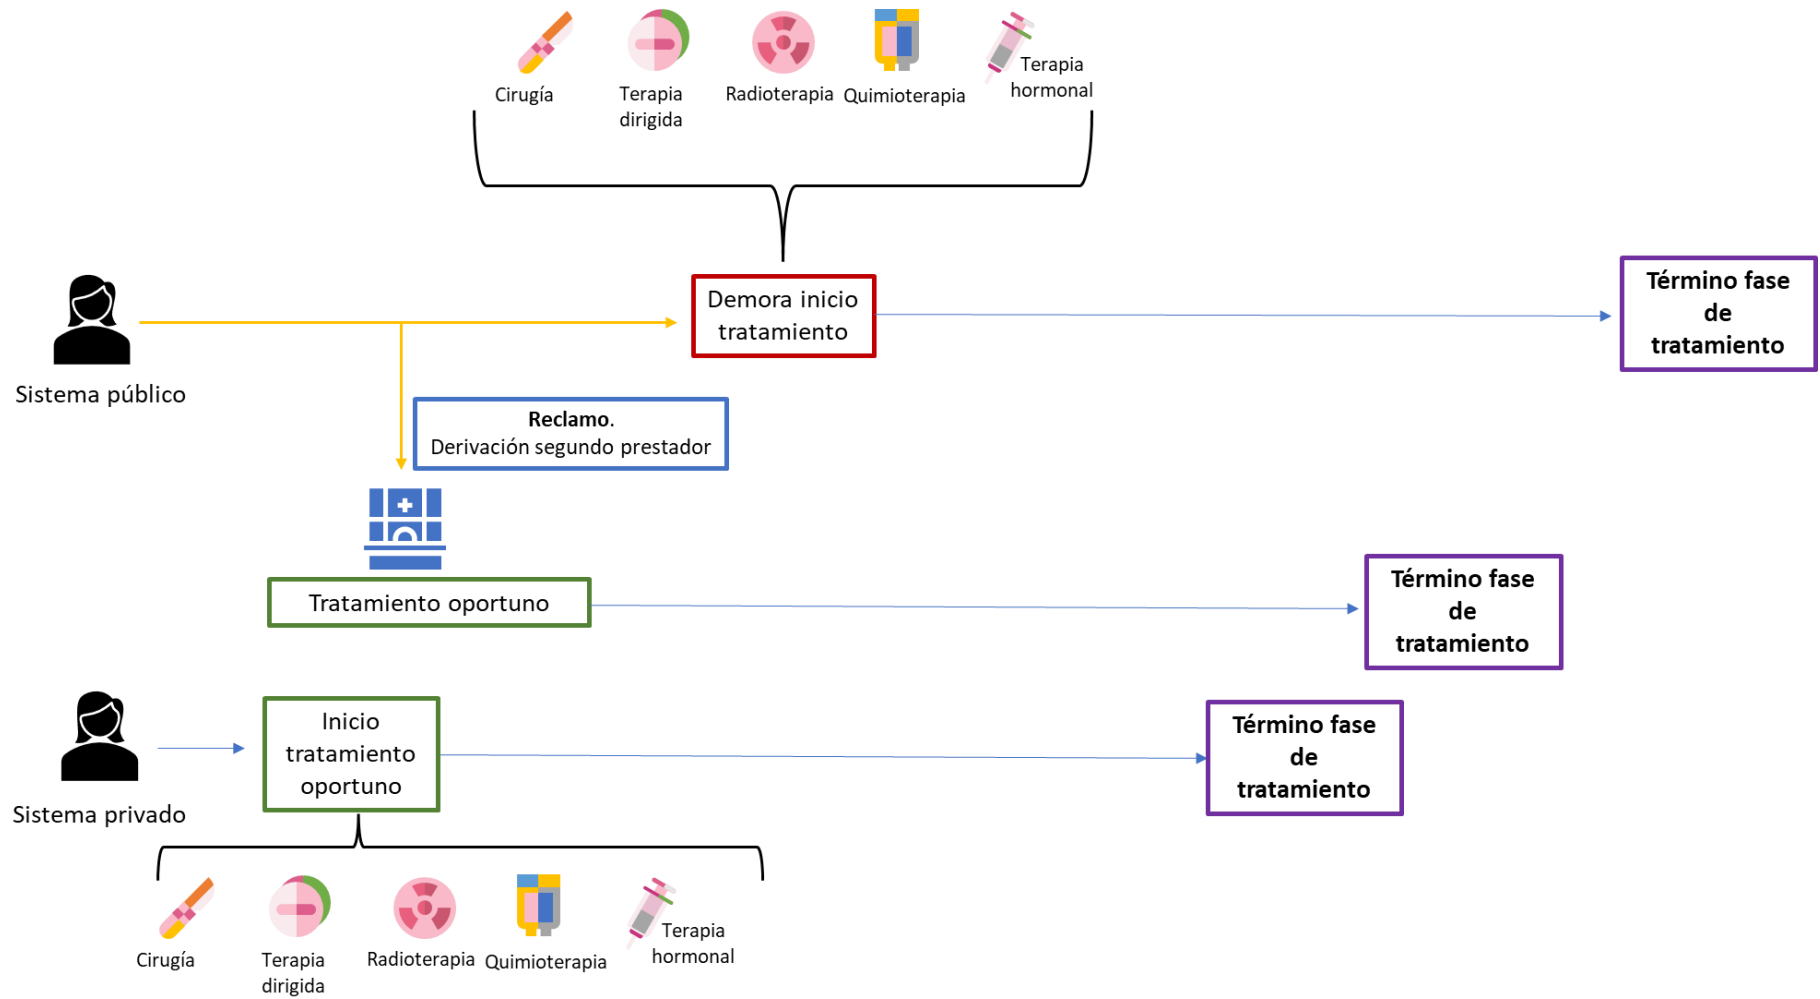 Cirugía
Terapia
dirigida
Radioterapia
Quimioterapia
Terapia
hormonal
Sistema público
Demora inicio
tratamiento
Término fase
de
tratamiento
Reclamo.
Derivación segundo prestador
Tratamiento oportuno
Término fase
de
tratamiento
Sistema privado
Inicio
tratamiento
oportuno
Término fase
de
tratamiento
Cirugía
Terapia
dirigida
Radioterapia
Quimioterapia
Terapia
hormonal